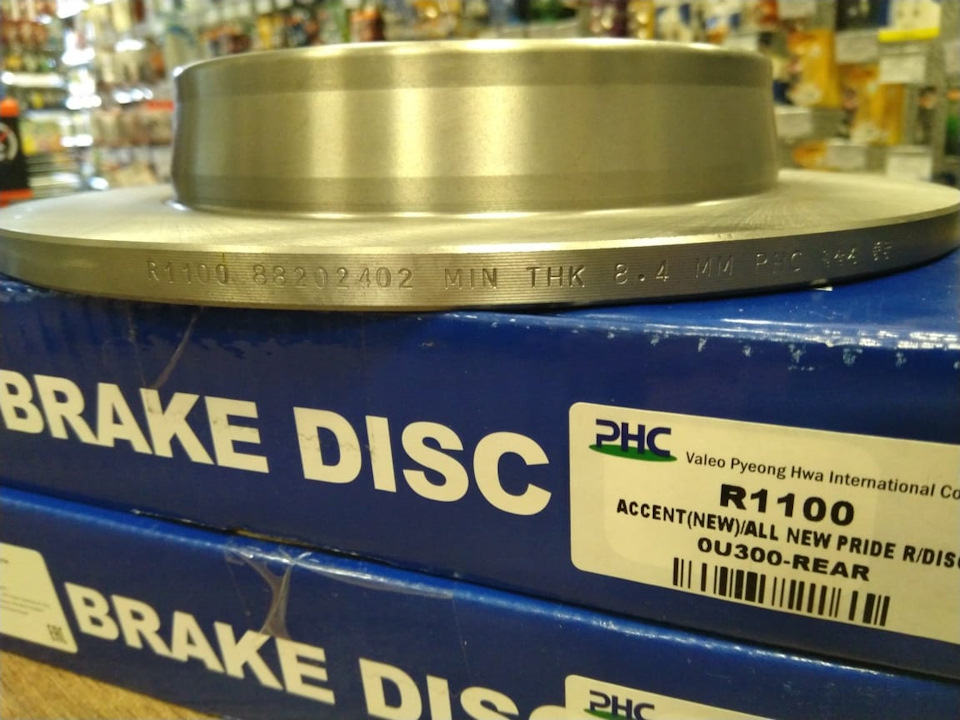 R1100 88202402 MIN THK 8.4 MM PHC
BRAKE DISC
PHC
Valeo Pyeong Hwa International Co
R1100
ACCENT(NEW)/ALL NEW PRIDE R/DISC
0U300-REAR
BRAKE DISC
PHC